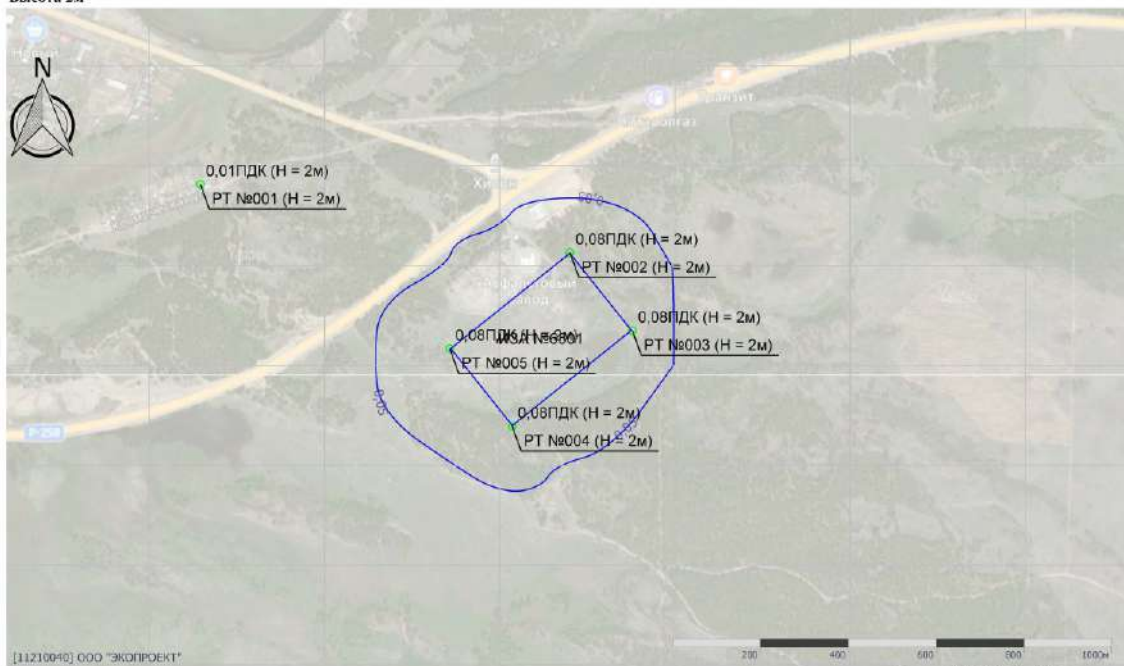 0,01ПДК (H = 2м)
РТ №001 (H = 2м)
0,05
0,08ПДК (H = 2м)
РТ №002 (H = 2м)
0,08ПДК (H = 2м)
РТ №003 (H = 2м)
0,08ПДК (H = 2м)
РТ №005 (H = 2м)
0,05
0,08ПДК (H = 2м)
РТ №004 (H = 2м)
0,05
Р-258
[11210040] ООО "ЭКОПРОЕКТ"
200 400 600 800 1000м
N